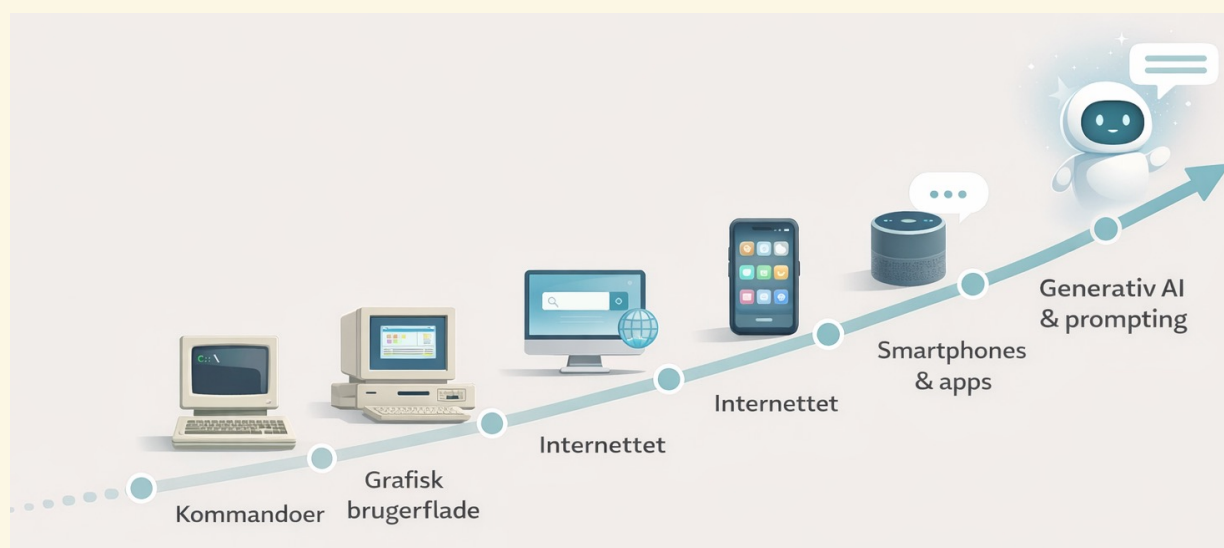 C:\
Kommandoer
Grafisk
brugerflade
Internettet
Internettet
Smartphones
& apps
Generativ AI
& prompting